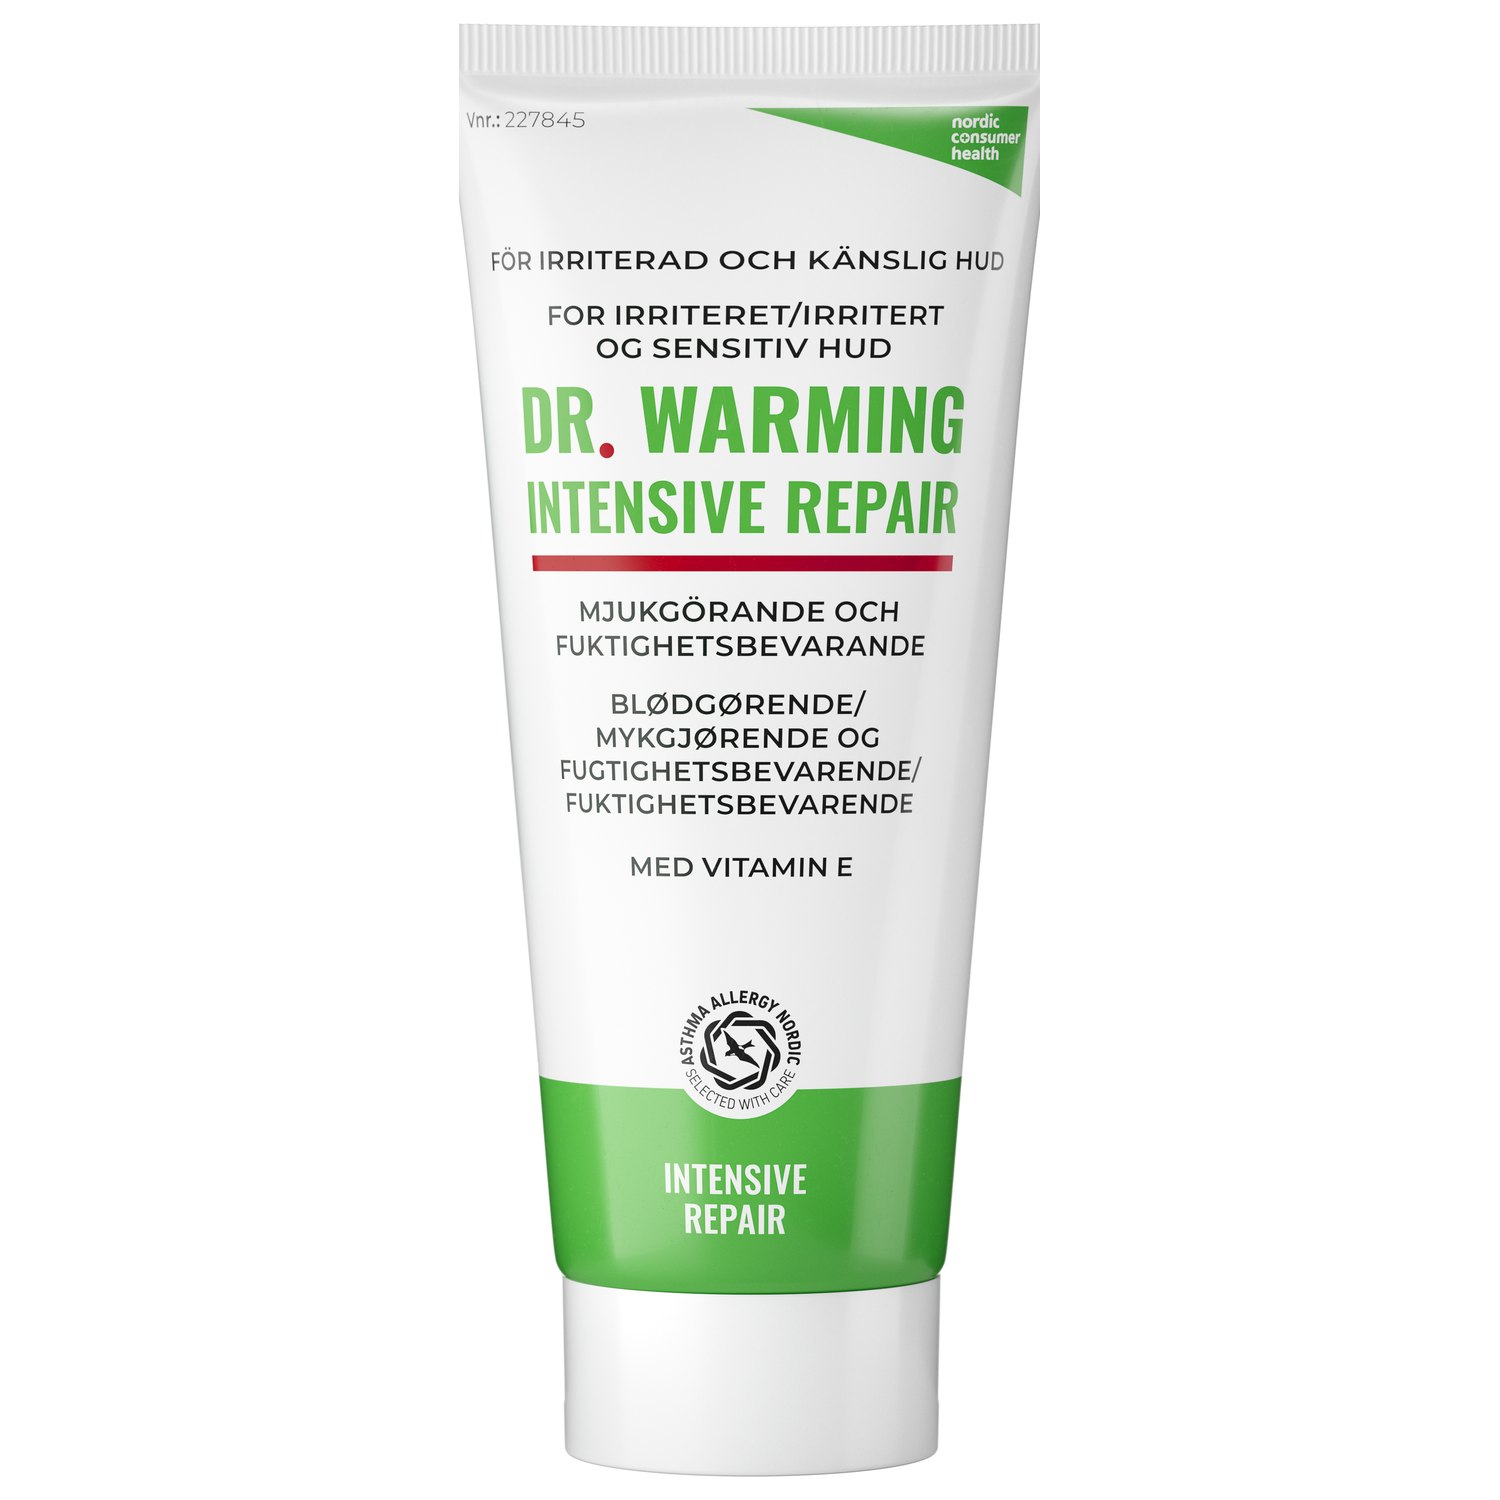 Vnr.: 227845
nordic
consumer
health
FÖR IRRITERAD OCH KÄNSLIG HUD
FOR IRRITERET/IRRITERT
OG SENSITIV HUD
DR. WARMING
INTENSIVE REPAIR
MJUKGÖRANDE OCH
FUKTIGHETSBEVARANDE
BLØDGØRENDE/
MYKGJØRENDE OG
FUGTIGHETSBEVARENDE/
FUKTIGHETSBEVARENDE
MED VITAMIN E
ASTHMA ALLERGY NORDIC
SELECTED WITH CARE
INTENSIVE
REPAIR